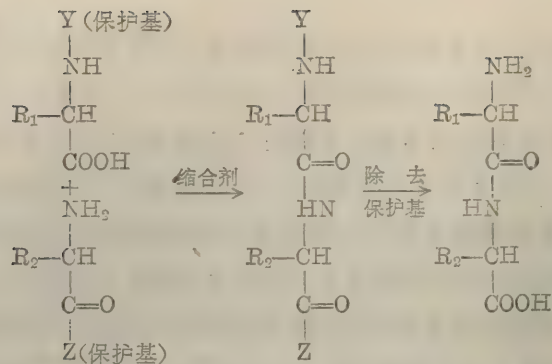 Y(保护基) Y
NH NH NH₂
R₁—CH R₁—CH R₁—CH
COOH C=O C=O
+ 缩合剂 除去
NH₂ HN 保护基 HN
R₂—CH R₂—CH R₂—CH
C=O C=O COOH
Z(保护基) Z